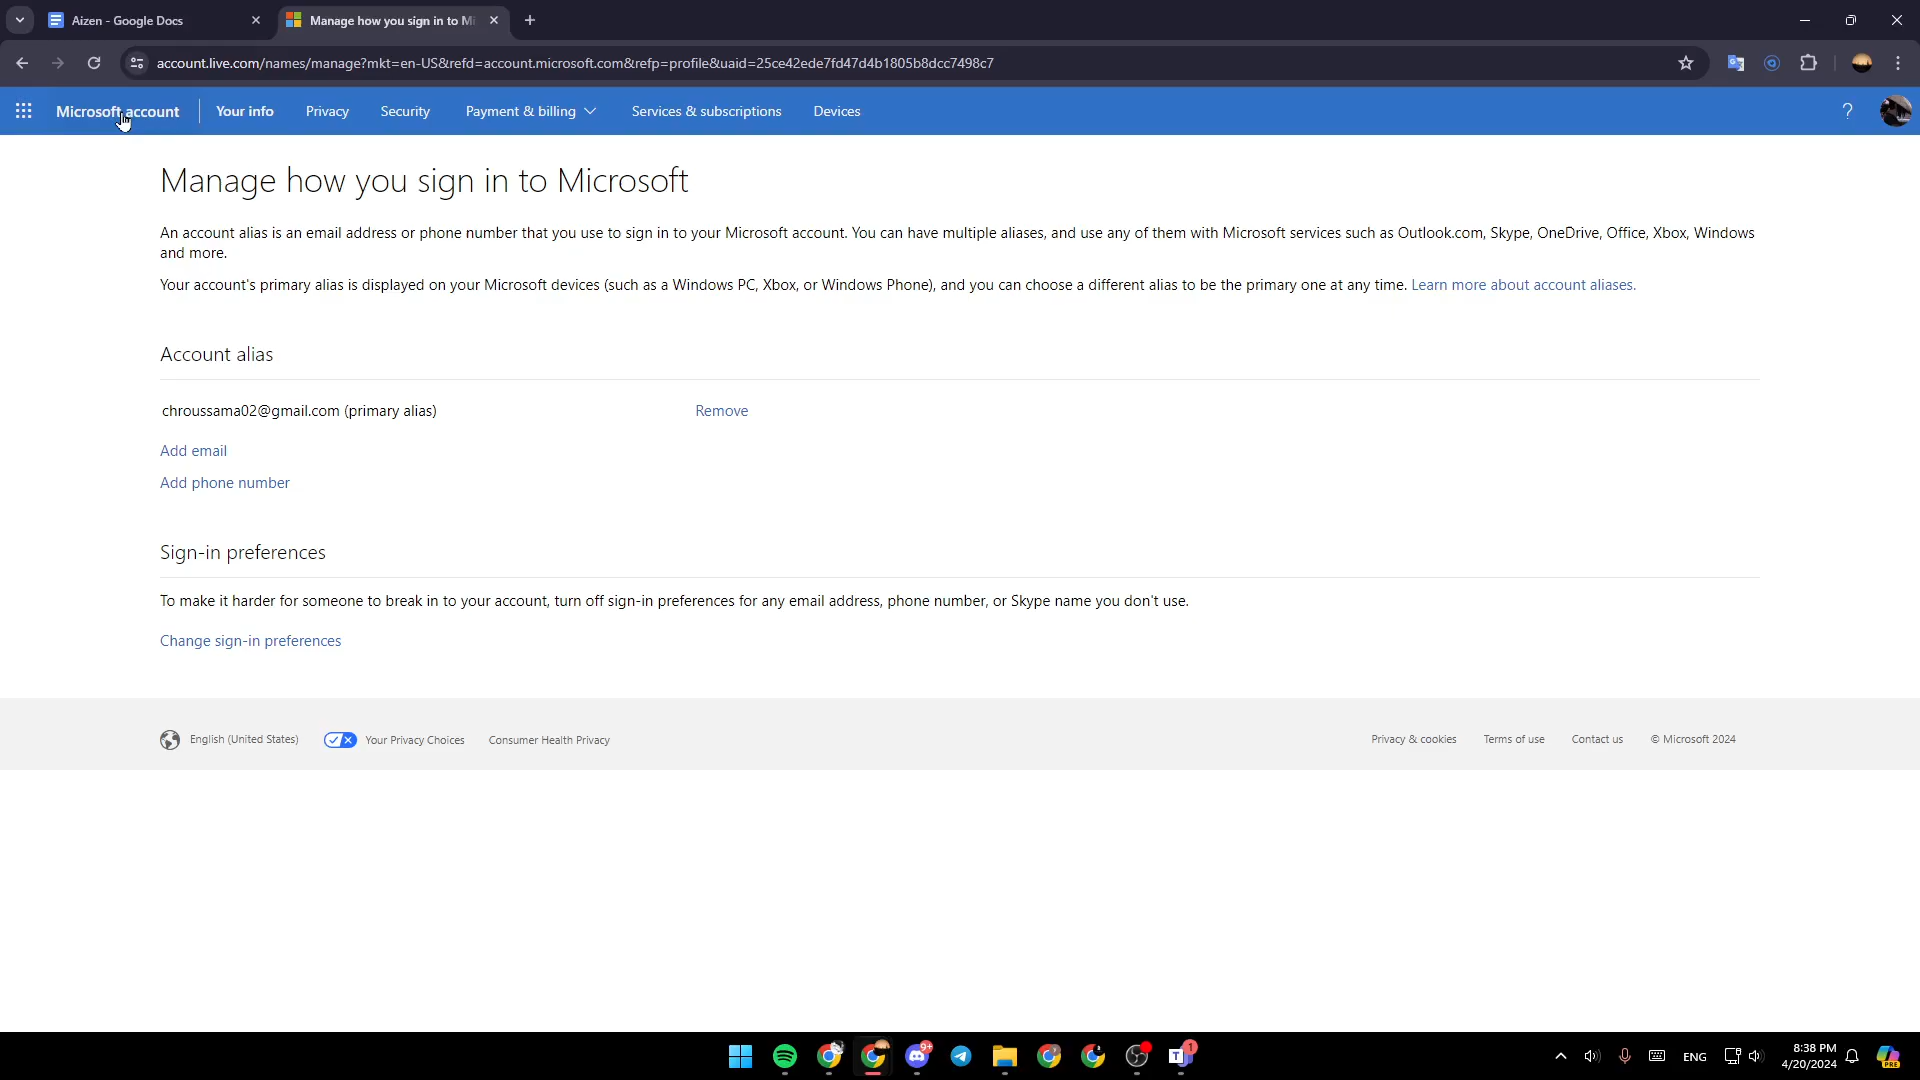 Aizen - Google Docs
Manage how you sign in to Mi
account.live.com/names/manage?mkt=en-US&refd=account.microsoft.com&refp=profile&uaid=25ce42ede7fd47d4b1805b8dcc7498c7
Microsoft account
Your info
Privacy
Security
Payment & billing
Services & subscriptions
Devices
?
Manage how you sign in to Microsoft
An account alias is an email address or phone number that you use to sign in to your Microsoft account. You can have multiple aliases, and use any of them with Microsoft services such as Outlook.com, Skype, OneDrive, Office, Xbox, Windows
and more.
Your account's primary alias is displayed on your Microsoft devices (such as a Windows PC, Xbox, or Windows Phone), and you can choose a different alias to be the primary one at any time. Learn more about account aliases.
Account alias
chroussama02@gmail.com (primary alias)
Remove
Add email
Add phone number
Sign-in preferences
To make it harder for someone to break in to your account, turn off sign-in preferences for any email address, phone number, or Skype name you don't use.
Change sign-in preferences
English (United States)
Your Privacy Choices
Consumer Health Privacy
Privacy & cookies
Terms of use
Contact us
© Microsoft 2024
9+
T
1
ENG
8:38 PM
4/20/2024
PRE